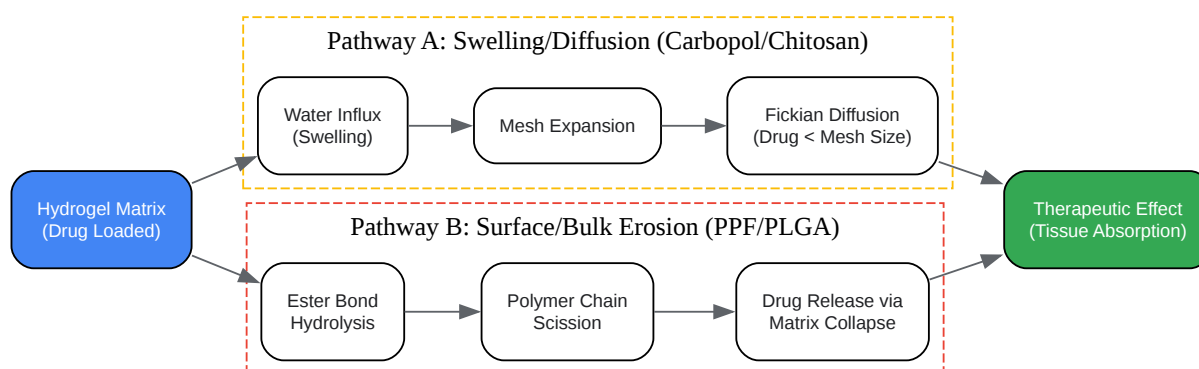 Pathway A: Swelling/Diffusion (Carbopol/Chitosan)
Water Influx
(Swelling)
Mesh Expansion
Fickian Diffusion
(Drug < Mesh Size)
Hydrogel Matrix
(Drug Loaded)
Therapeutic Effect
(Tissue Absorption)
Pathway B: Surface/Bulk Erosion (PPF/PLGA)
Ester Bond
Hydrolysis
Polymer Chain
Scission
Drug Release via
Matrix Collapse